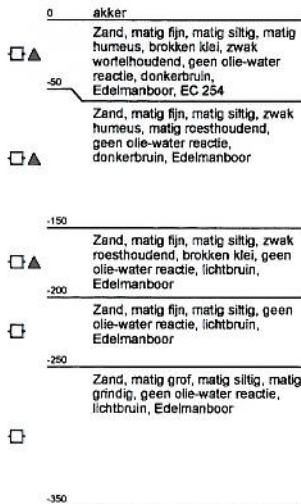 0 akker
Zand, matig fijn, matig siltig, matig
humeus, brokken klei, zwak
wortelhoudend, geen olie-water
reactie, donkerbruin,
Edelmanboor, EC 254
-50
Zand, matig fijn, matig siltig, zwak
humeus, matig roesthoudend,
geen olie-water reactie,
donkerbruin, Edelmanboor
-150
Zand, matig fijn, matig siltig, zwak
roesthoudend, brokken klei, geen
olie-water reactie, lichtbruin,
Edelmanboor
-200
Zand, matig fijn, matig siltig, geen
olie-water reactie, lichtbruin,
Edelmanboor
-250
Zand, matig grof, matig siltig, matig
grindig, geen olie-water reactie,
lichtbruin, Edelmanboor
-350